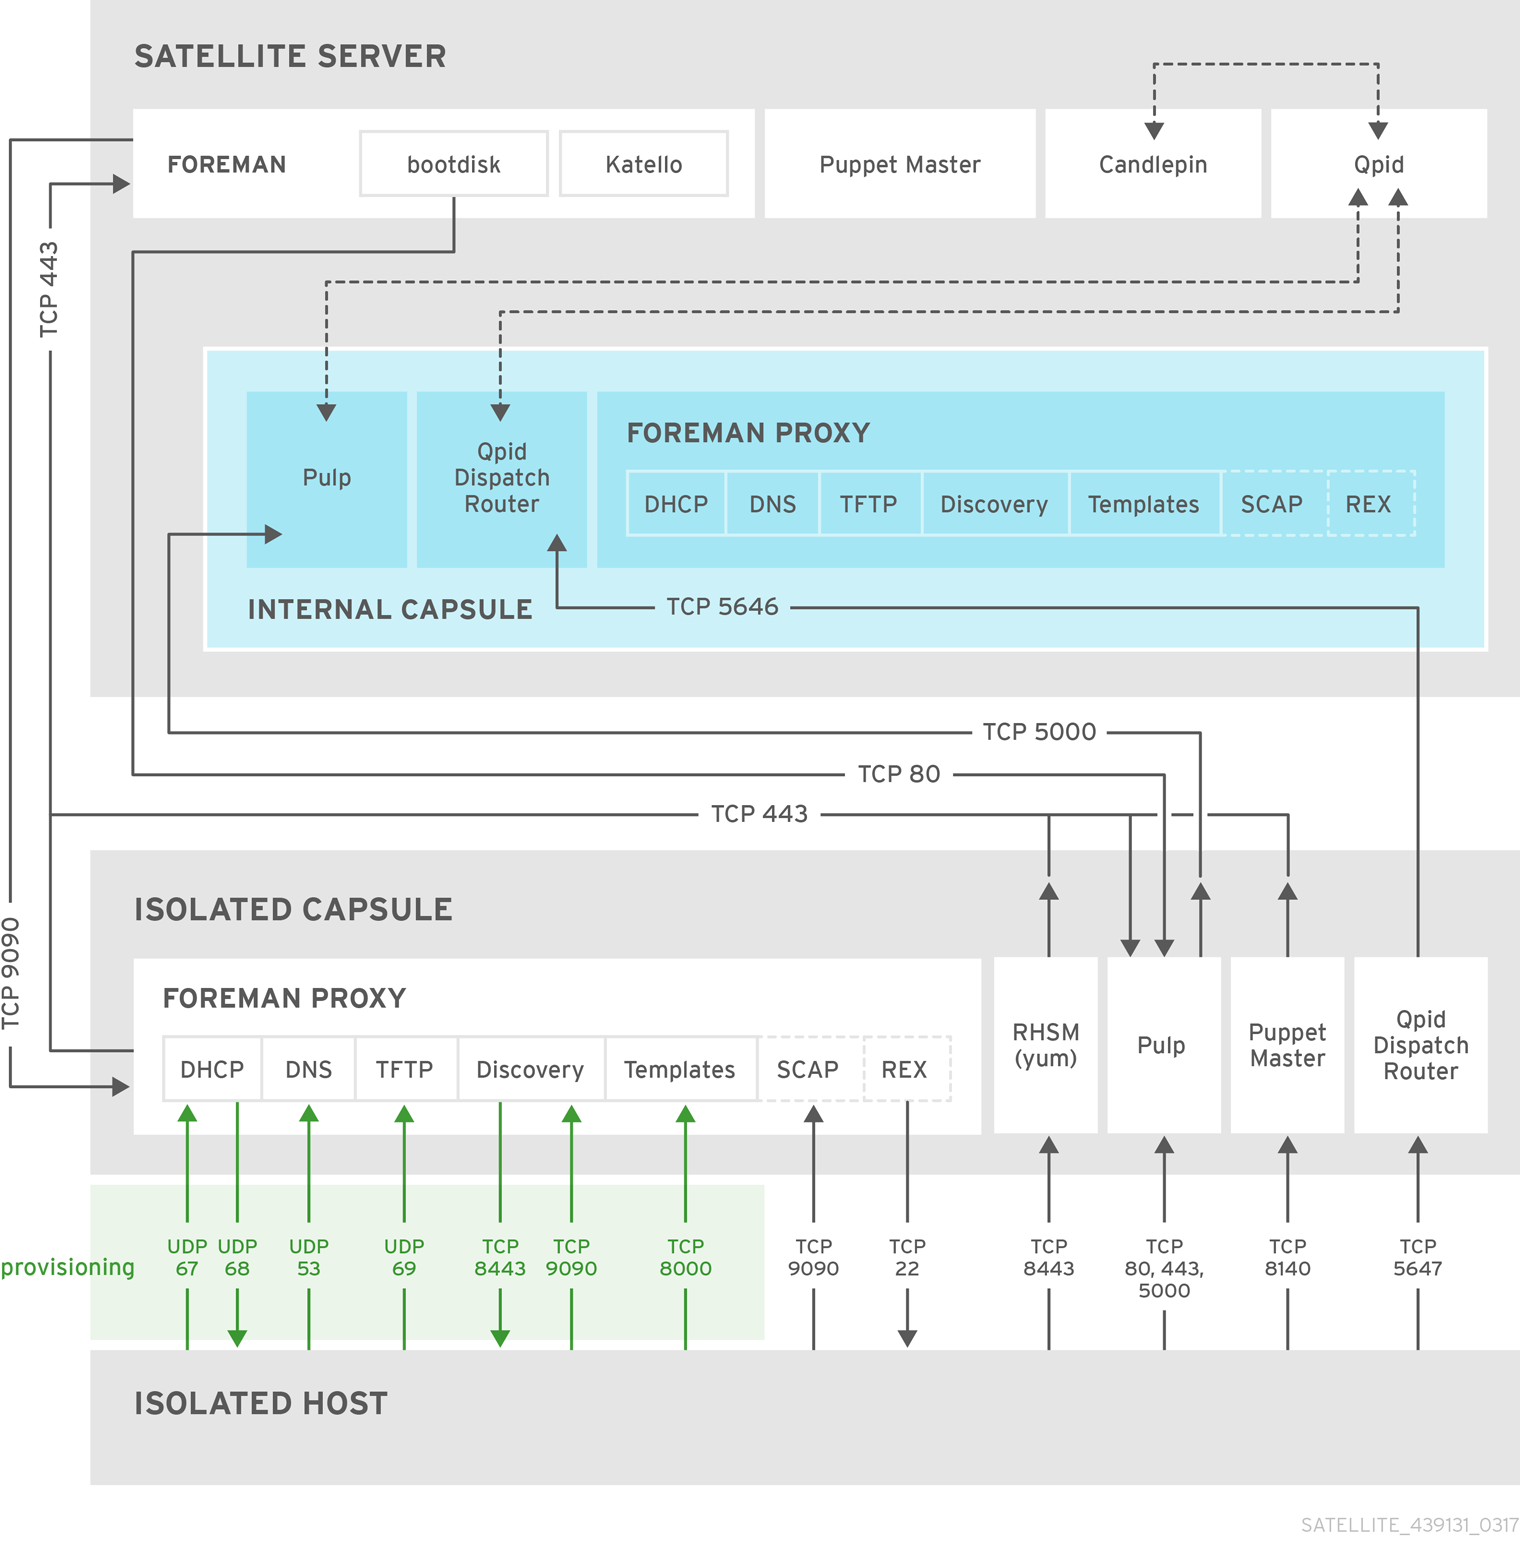 SATELLITE SERVER
FOREMAN
bootdisk
Katello
Puppet Master
Candlepin
Qpid
TCP 443
Pulp
Qpid
Dispatch
Router
FOREMAN PROXY
DHCP
DNS
TFTP
Discovery
Templates
SCAP
REX
INTERNAL CAPSULE
TCP 5646
TCP 5000
TCP 80
TCP 443
TCP 9090
ISOLATED CAPSULE
FOREMAN PROXY
DHCP
DNS
TFTP
Discovery
Templates
SCAP
REX
RHSM
(yum)
Pulp
Puppet
Master
Qpid
Dispatch
Router
provisioning
UDP
67
UDP
68
UDP
53
UDP
69
TCP
8443
TCP
9090
TCP
8000
TCP
9090
TCP
22
TCP
8443
TCP
80, 443,
5000
TCP
8140
TCP
5647
ISOLATED HOST
SATELLITE_439131_0317